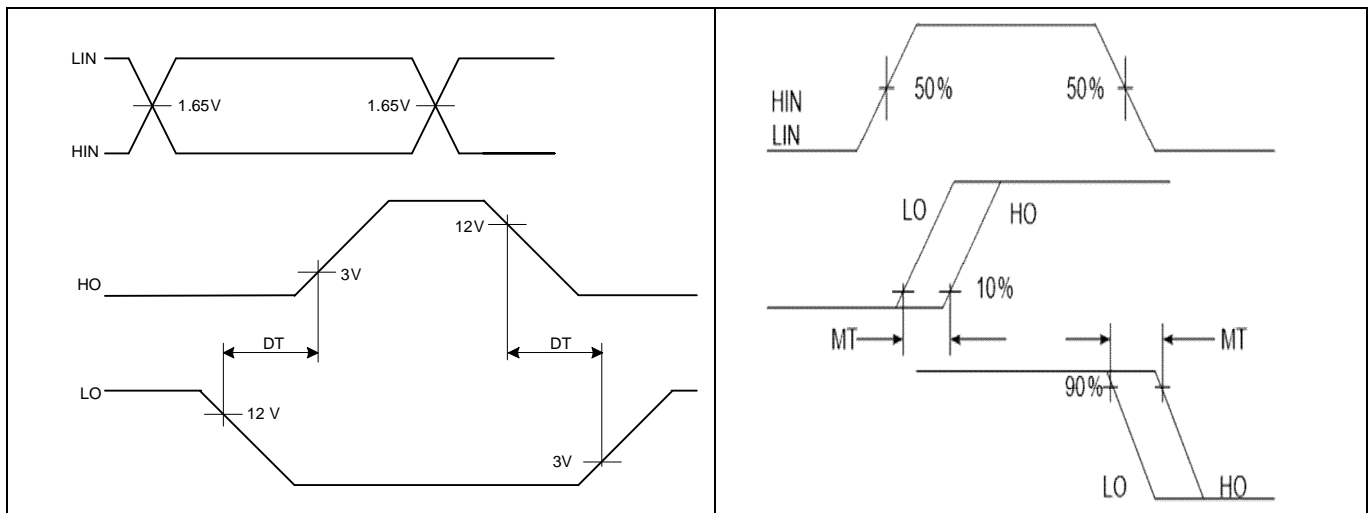 LIN
1.65V
1.65V
HIN
12V
3V
HO
DT
DT
LO
12 V
3V
50%
50%
HIN
LIN
LO
HO
10%
MT
MT
90%
LO
HO